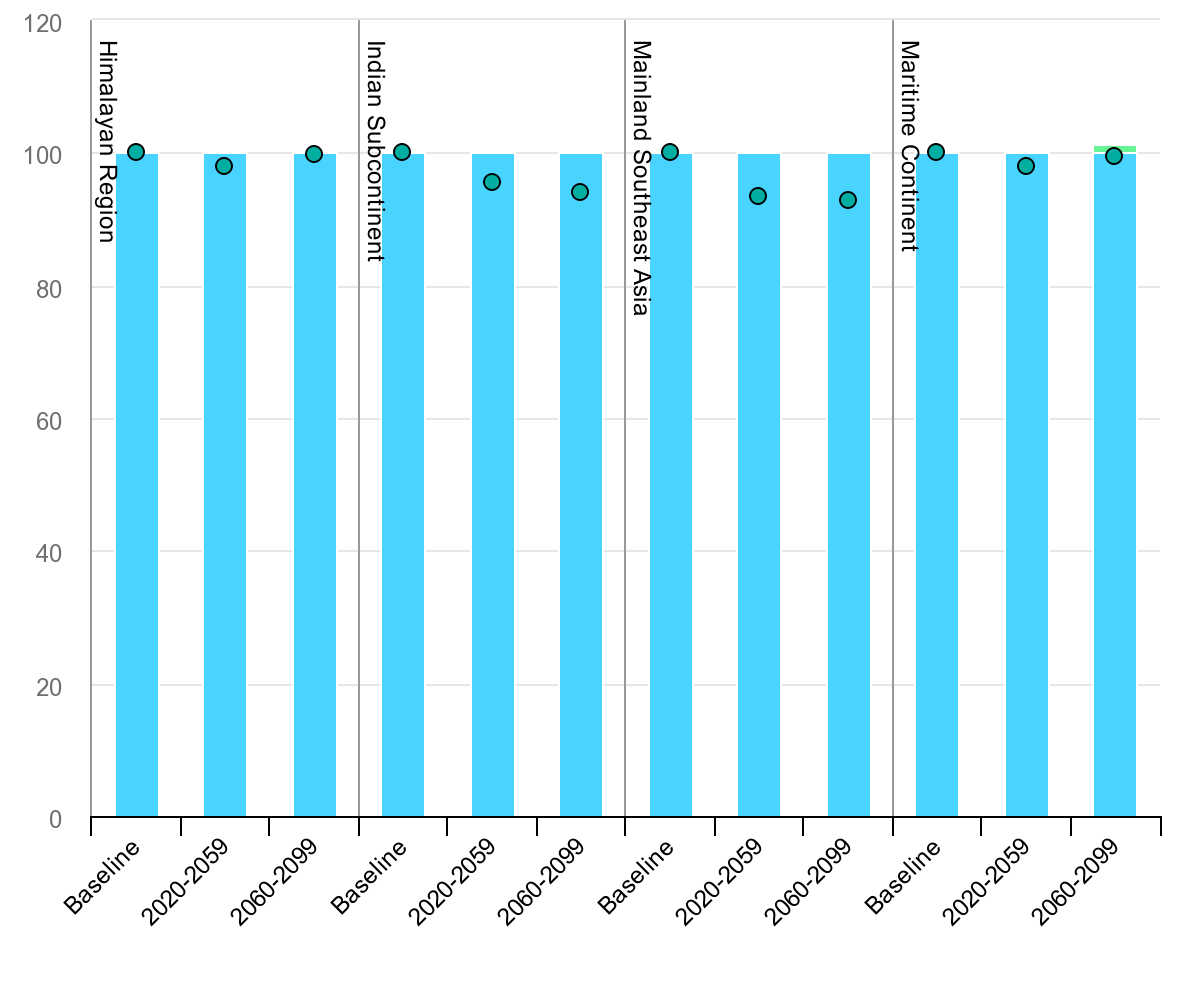 120
100
80
60
40
20
0
Himalayan Region
Indian Subcontinent
Mainland Southeast Asia
Maritime Continent
Baseline
2020-2059
2060-2099
Baseline
2020-2059
2060-2099
Baseline
2020-2059
2060-2099
Baseline
2020-2059
2060-2099